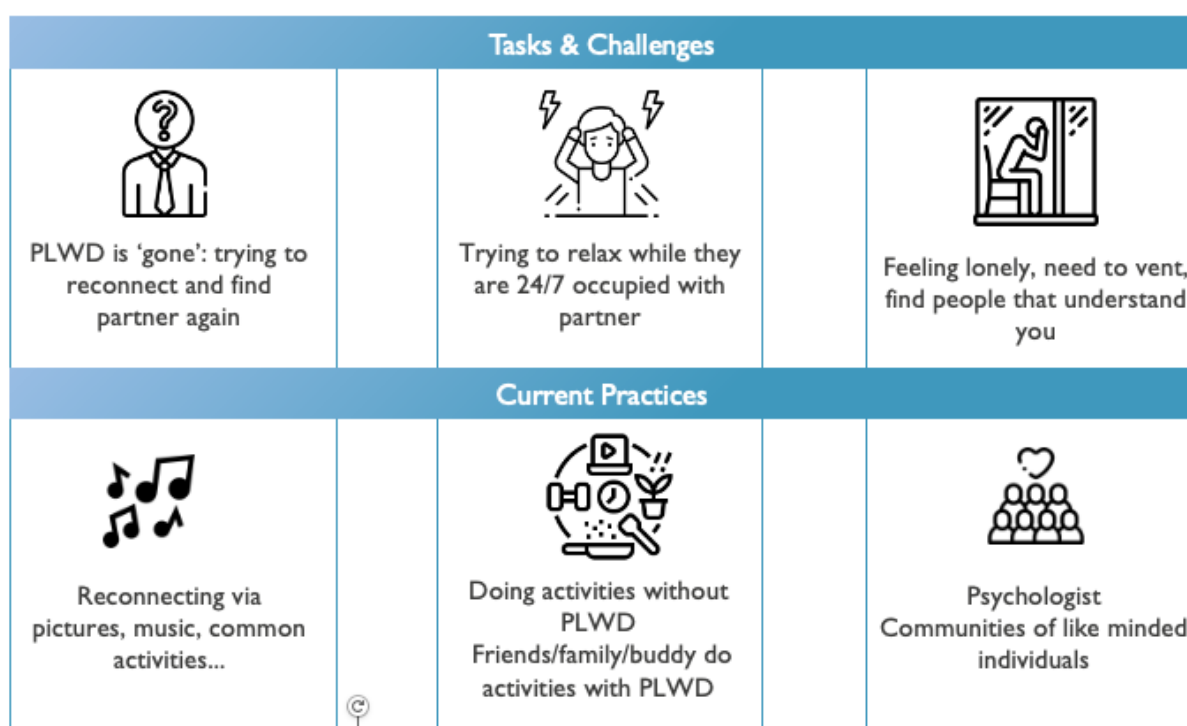 Tasks & Challenges
PLWD is ‘gone’: trying to
reconnect and find
partner again
Trying to relax while they
are 24/7 occupied with
partner
Feeling lonely, need to vent,
find people that understand
you
Current Practices
Reconnecting via
pictures, music, common
activities...
Doing activities without
PLWD
Friends/family/buddy do
activities with PLWD
Psychologist
Communities of like minded
individuals